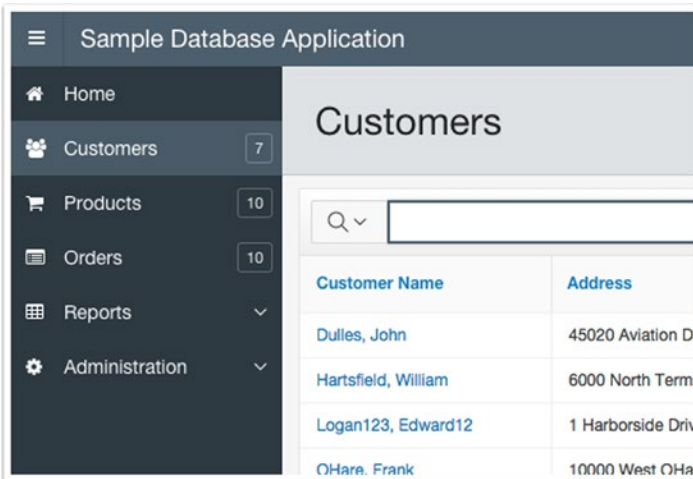 Sample Database Application
Home
Customers 7
Products 10
Orders 10
Reports
Administration
Customers
Customer Name Address
Dulles, John 45020 Aviation D
Hartsfield, William 6000 North Term
Logan123, Edward12 1 Harborside Driv
OHare, Frank 10000 West OHa